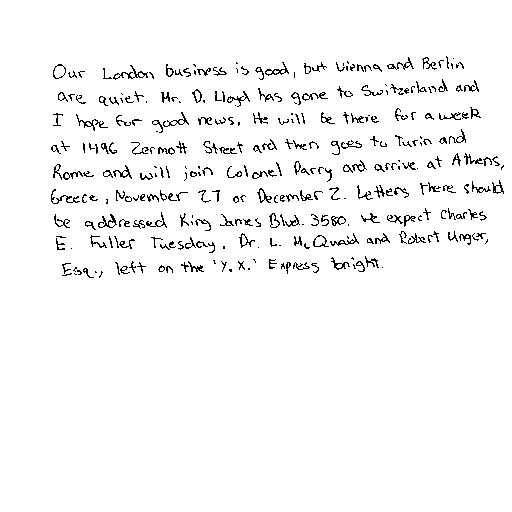 Our London business is good, but Vienna and Berlin
are quiet. Mr. D. Lloyd has gone to Switzerland and
I hope for good news. He will be there for a week
at 1496 Zermott Street and then goes to Turin and
Rome and will join Colonel Parry and arrive at Athens,
Greece, November 27 or December 2. Letters there should
be addressed King James Blvd. 3580. We expect Charles
E. Fuller Tuesday. Dr. L. McQuaid and Robert Unger,
Esq., left on the 'Y.X.' Express tonight.